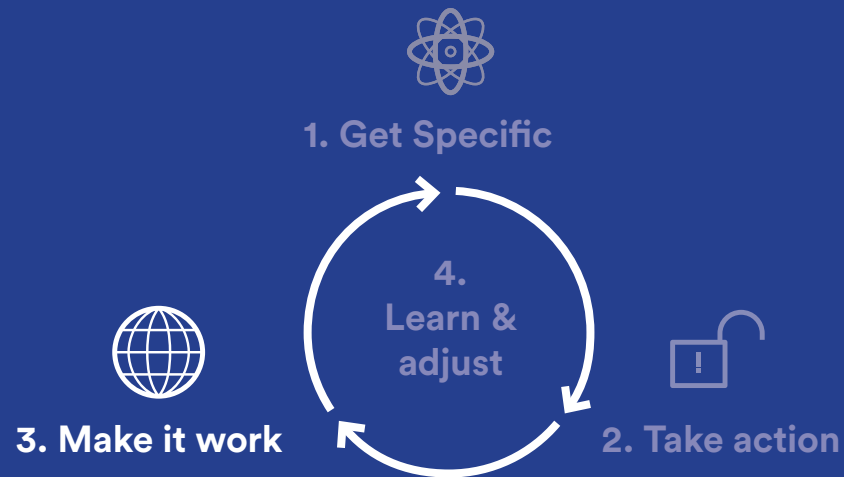 1. Get Specific
4.
Learn &
adjust
3. Make it work
2. Take action
!